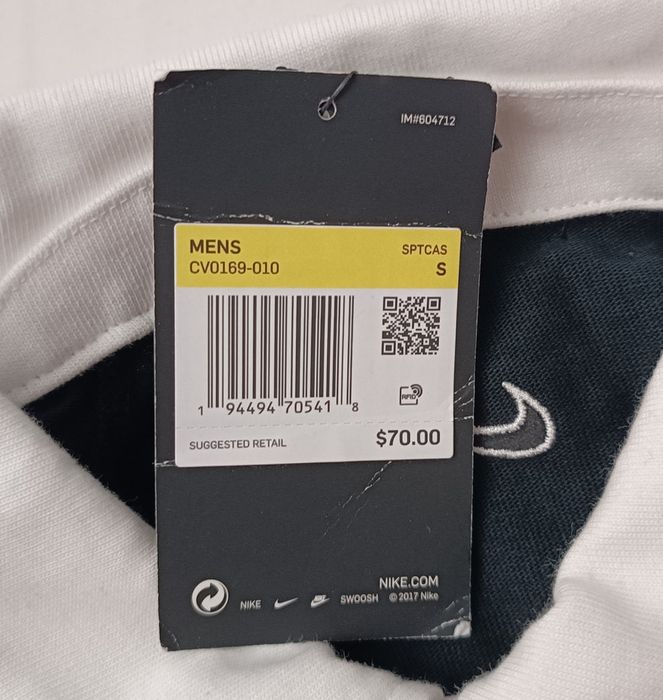 IM#604712
MENS
SPTCAS
CV0169-010
S
RFID
1 94494 70541 8
SUGGESTED RETAIL
$70.00
NIKE.COM
NIKE SWOOSH © 2017 Nike